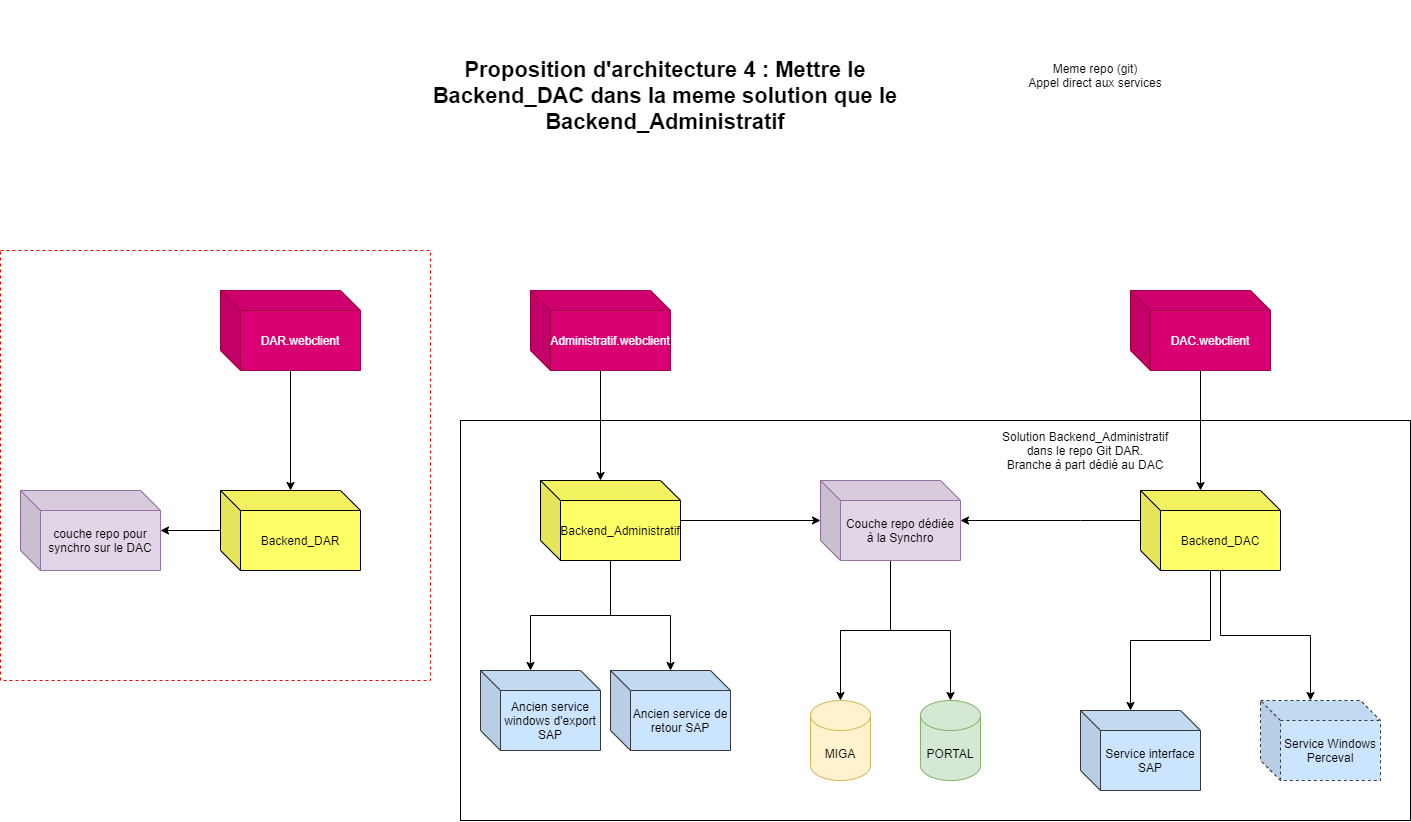 Proposition d'architecture 4 : Mettre le
Backend_DAC dans la meme solution que le
Backend_Administratif
Meme repo (git)
Appel direct aux services
DAR.webclient
Administratif.webclient
DAC.webclient
Solution Backend_Administratif
dans le repo Git DAR.
Branche à part dédié au DAC
couche repo pour
synchro sur le DAC
Backend_DAR
Backend_Administratif
Couche repo dédiée
à la Synchro
Backend_DAC
Ancien service
windows d'export
SAP
Ancien service de
retour SAP
MIGA
PORTAL
Service interface
SAP
Service Windows
Perceval